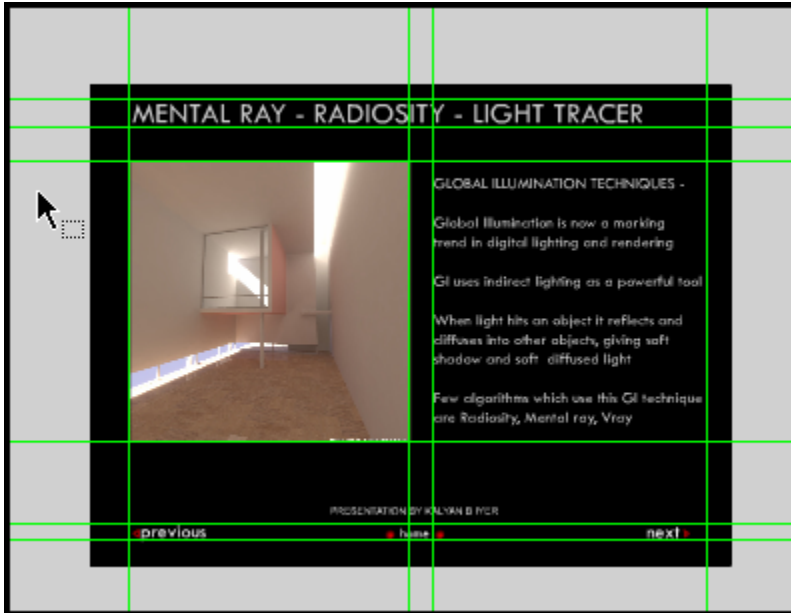 MENTAL RAY - RADIOSITY - LIGHT TRACER
GLOBAL ILLUMINATION TECHNIQUES -
Global Illumination is now a marking
trend in digital lighting and rendering
GI uses indirect lighting as a powerful tool
When light hits an object it reflects and
diffuses into other objects, giving soft
shadow and soft diffused light
Few algorithms which use this GI technique
are Radiosity, Mental ray, Vray
PRESENTATION BY KALYAN B IYER
previous
home
next